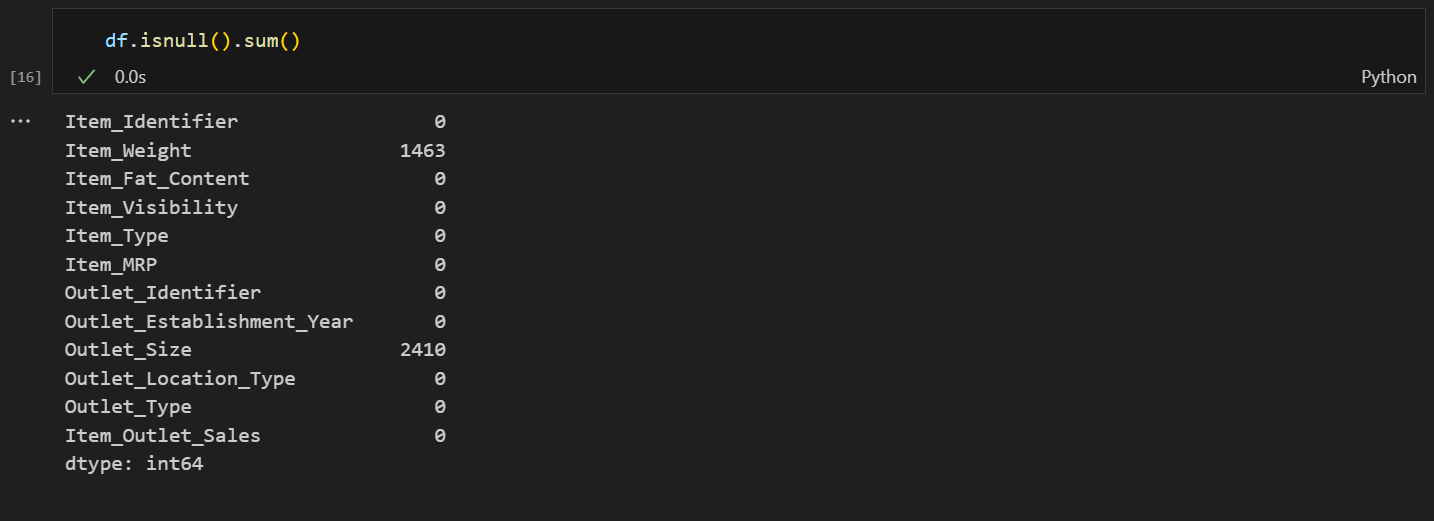 df.isnull().sum()
[16] ✓ 0.0s Python
... Item_Identifier 0
Item_Weight 1463
Item_Fat_Content 0
Item_Visibility 0
Item_Type 0
Item_MRP 0
Outlet_Identifier 0
Outlet_Establishment_Year 0
Outlet_Size 2410
Outlet_Location_Type 0
Outlet_Type 0
Item_Outlet_Sales 0
dtype: int64